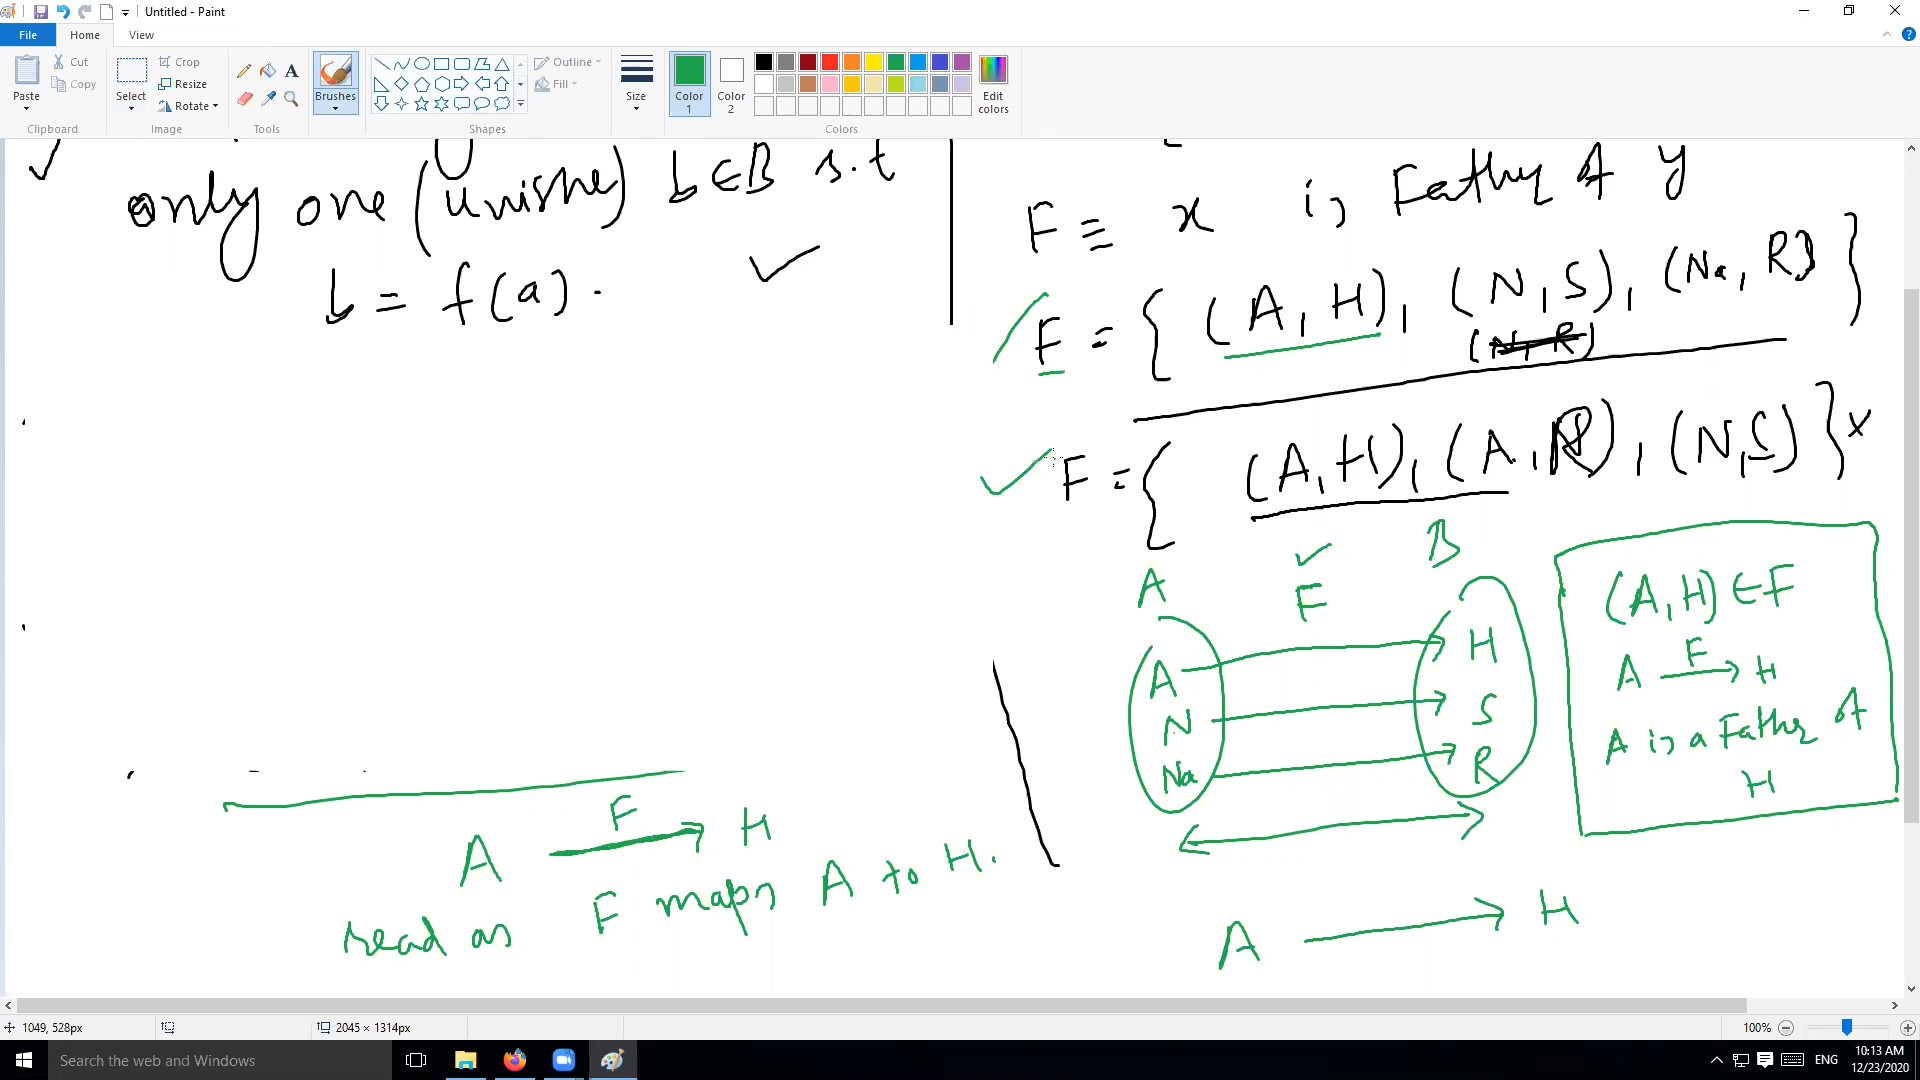 Untitled - Paint
File Home View
Paste
Cut
Copy
Clipboard
Select
Crop
Resize
Rotate
Image
Tools
Brushes
Shapes
Outline
Fill
Size
Color 1
Color 2
Edit colors
Colors
only one (unishe) b ∈ B s.t
b = f(a).
F ≡ x is Father of y
F = { (A, H), (N, S), (Na, R) }
(N, R)
F = { (A, H), (A, R), (N, S) } x
A F B
A H
N S
Na R
(A, H) ∈ F
F
A → H
A is a Father of
H
F
A → H
read as F maps A to H.
A → H
1049, 528px
2045 × 1314px
100%
Search the web and Windows
ENG
10:13 AM
12/23/2020